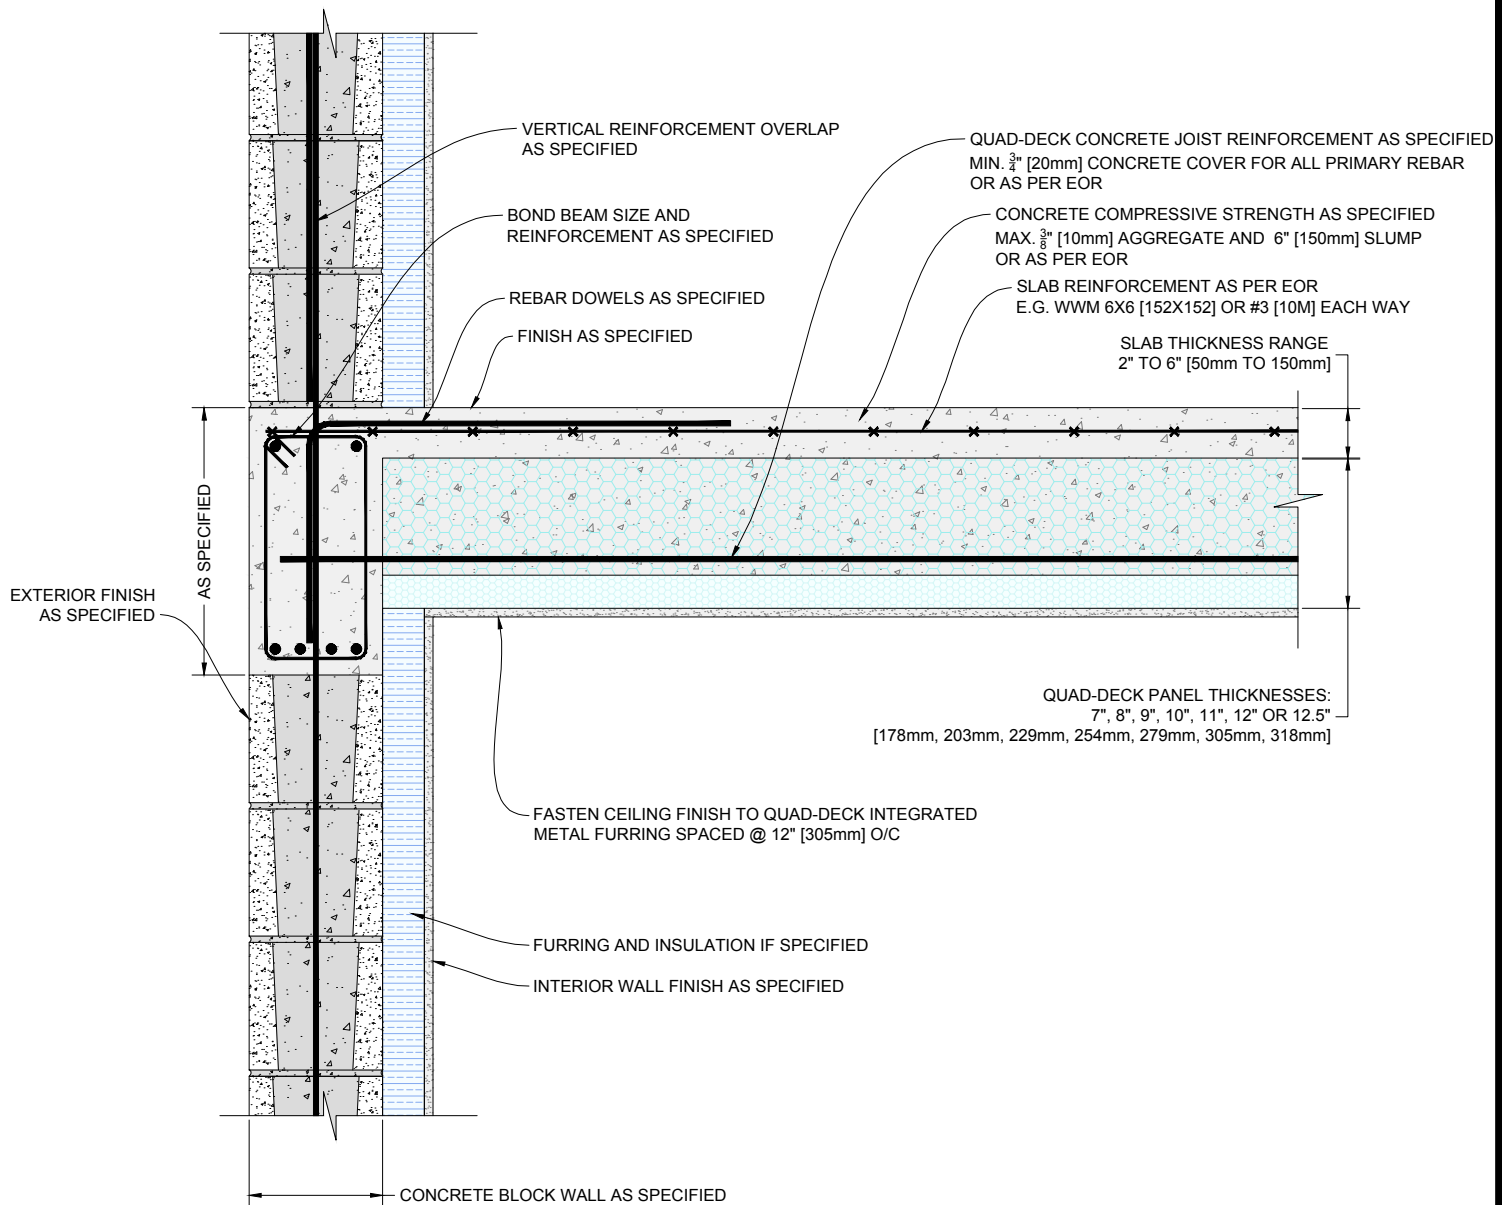 VERTICAL REINFORCEMENT OVERLAP
AS SPECIFIED
BOND BEAM SIZE AND
REINFORCEMENT AS SPECIFIED
REBAR DOWELS AS SPECIFIED
FINISH AS SPECIFIED
QUAD-DECK CONCRETE JOIST REINFORCEMENT AS SPECIFIED
MIN. 3/4" [20mm] CONCRETE COVER FOR ALL PRIMARY REBAR
OR AS PER EOR
CONCRETE COMPRESSIVE STRENGTH AS SPECIFIED
MAX. 3/8" [10mm] AGGREGATE AND 6" [150mm] SLUMP
OR AS PER EOR
SLAB REINFORCEMENT AS PER EOR
E.G. WWM 6X6 [152X152] OR #3 [10M] EACH WAY
SLAB THICKNESS RANGE
2" TO 6" [50mm TO 150mm]
AS SPECIFIED
EXTERIOR FINISH
AS SPECIFIED
QUAD-DECK PANEL THICKNESSES:
7", 8", 9", 10", 11", 12" OR 12.5"
[178mm, 203mm, 229mm, 254mm, 279mm, 305mm, 318mm]
FASTEN CEILING FINISH TO QUAD-DECK INTEGRATED
METAL FURRING SPACED @ 12" [305mm] O/C
FURRING AND INSULATION IF SPECIFIED
INTERIOR WALL FINISH AS SPECIFIED
CONCRETE BLOCK WALL AS SPECIFIED